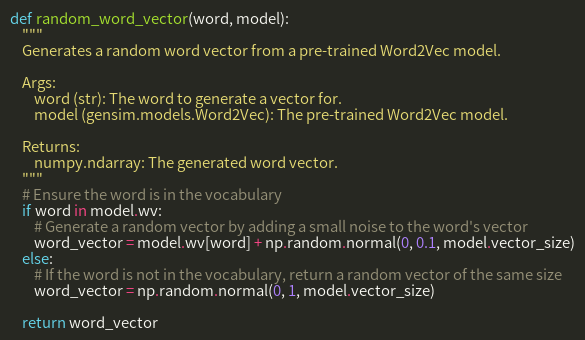 def random_word_vector(word, model):
    """
    Generates a random word vector from a pre-trained Word2Vec model.

    Args:
        word (str): The word to generate a vector for.
        model (gensim.models.Word2Vec): The pre-trained Word2Vec model.

    Returns:
        numpy.ndarray: The generated word vector.
    """
    # Ensure the word is in the vocabulary
    if word in model.wv:
        # Generate a random vector by adding a small noise to the word's vector
        word_vector = model.wv[word] + np.random.normal(0, 0.1, model.vector_size)
    else:
        # If the word is not in the vocabulary, return a random vector of the same size
        word_vector = np.random.normal(0, 1, model.vector_size)

    return word_vector